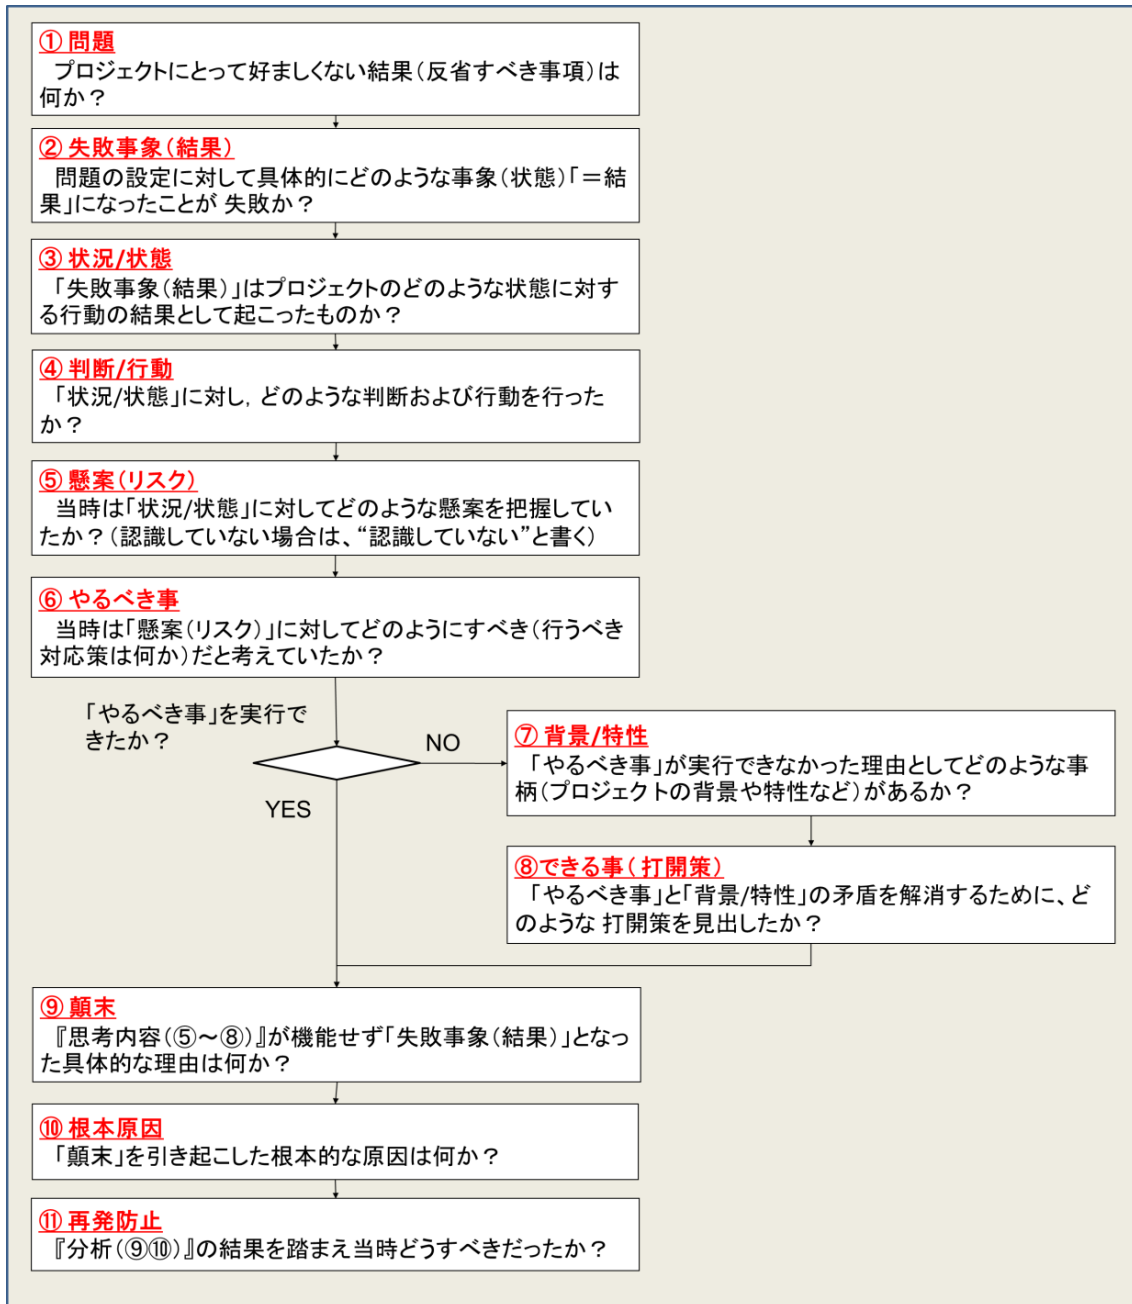 ① 問題
プロジェクトにとって好ましくない結果（反省すべき事項）は
何か？
② 失敗事象（結果）
問題の設定に対して具体的にどのような事象（状態）「＝結
果」になったことが 失敗か？
③ 状況/状態
「失敗事象（結果）」はプロジェクトのどのような状態に対す
る行動の結果として起こったものか？
④ 判断/行動
「状況/状態」に対し，どのような判断および行動を行った
か？
⑤ 懸案（リスク）
当時は「状況/状態」に対してどのような懸案を把握してい
たか？（認識していない場合は、“認識していない”と書く）
⑥ やるべき事
当時は「懸案（リスク）」に対してどのようにすべき（行うべき
対応策は何か）だと考えていたか？
「やるべき事」を実行で
きたか？
NO
YES
⑦ 背景/特性
「やるべき事」が実行できなかった理由としてどのような事
柄（プロジェクトの背景や特性など）があるか？
⑧できる事（ 打開策）
「やるべき事」と「背景/特性」の矛盾を解消するために、ど
のような 打開策を見出したか？
⑨ 顛末
『思考内容（⑤～⑧）』が機能せず「失敗事象（結果）」となっ
た具体的な理由は何か？
⑩ 根本原因
「顛末」を引き起こした根本的な原因は何か？
⑪ 再発防止
『分析（⑨⑩）』の結果を踏まえ当時どうすべきだったか？